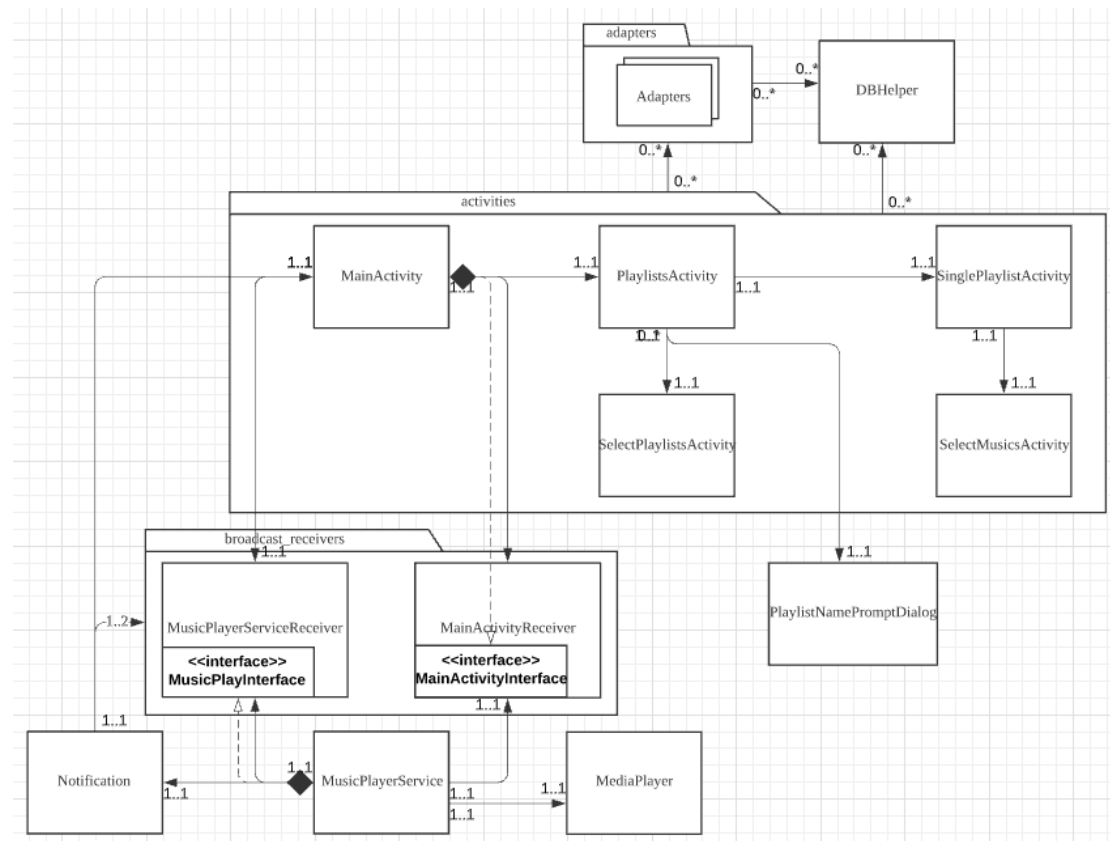 adapters
Adapters
0..*
0..*
DBHelper
0..*
0..*
0..*
0..*
activities
1..1
MainActivity
1..1
1..1
PlaylistsActivity
1..1
1..1
SinglePlaylistActivity
1..1
1..1
1..1
SelectPlaylistsActivity
SelectMusicsActivity
broadcast_receivers
1..1
1..1
1..2
MusicPlayerServiceReceiver
MainActivityReceiver
PlaylistNamePromptDialog
<<interface>>
MusicPlayInterface
<<interface>>
MainActivityInterface
1..1
1..1
Notification
1..1
1..1
MusicPlayerService
1..1
1..1
1..1
MediaPlayer